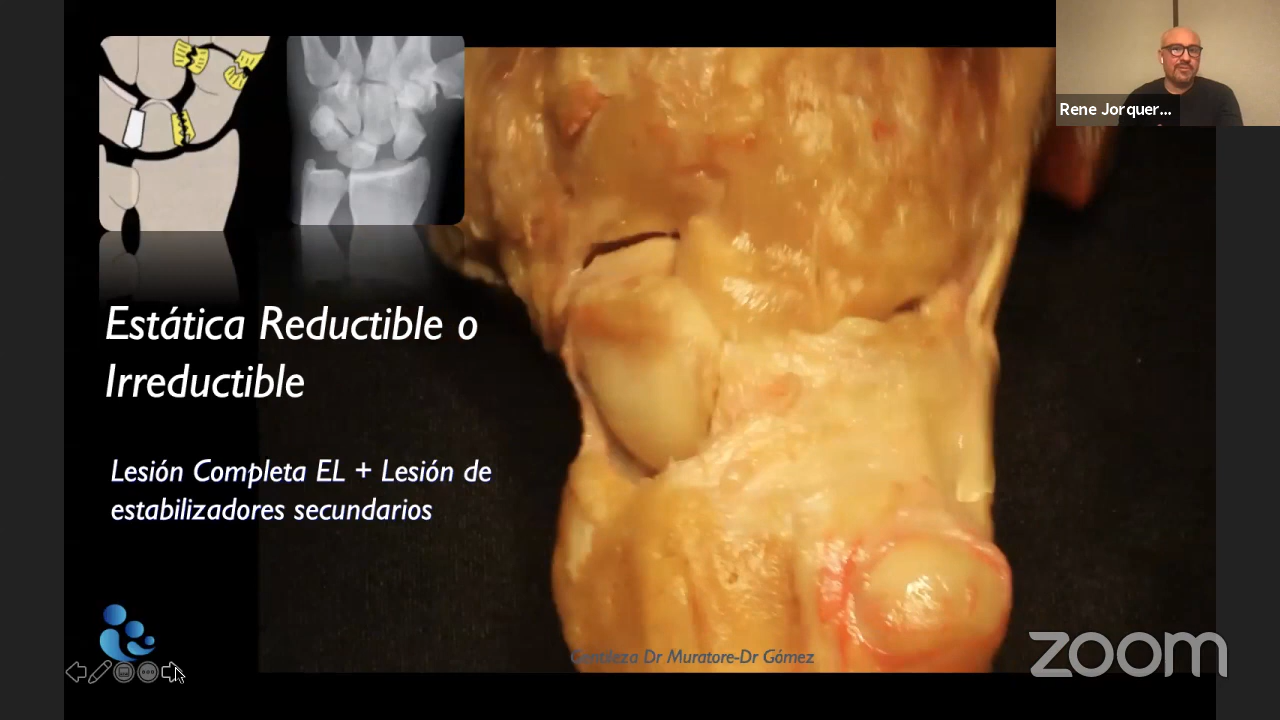 Rene Jorquer...
Estática Reductible o
Irreductible
Lesión Completa EL + Lesión de
estabilizadores secundarios
Gentileza Dr Muratore-Dr Gómez
zoom